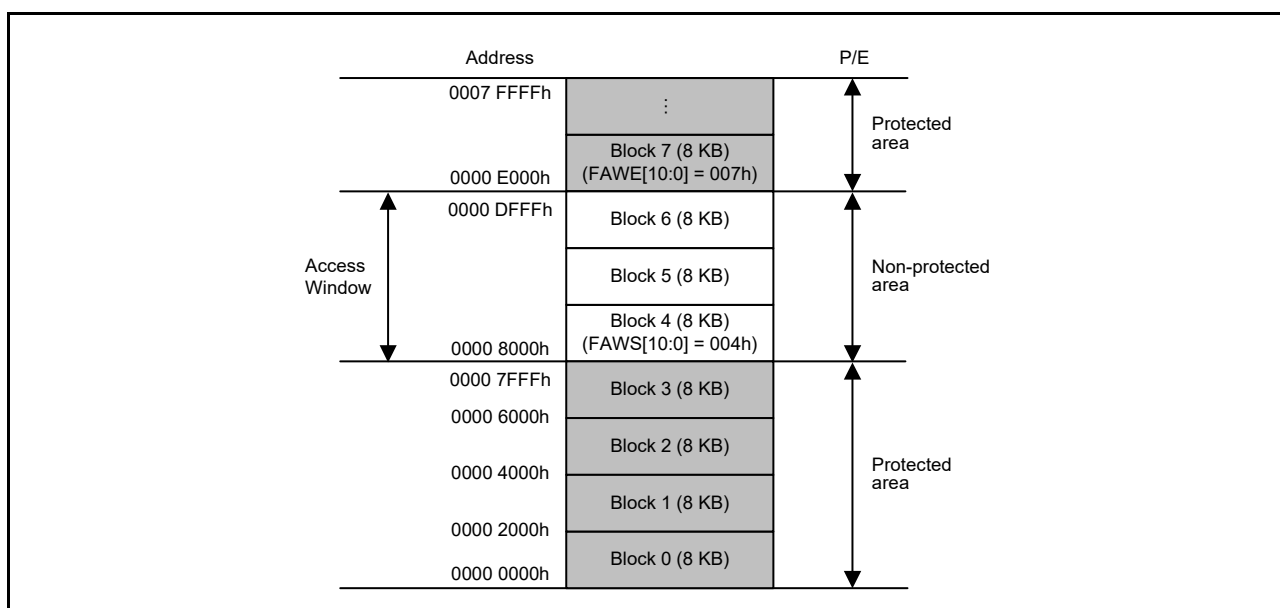 Address P/E
0007 FFFFh
⋮
Protected
area
Block 7 (8 KB)
(FAWE[10:0] = 007h)
0000 E000h
0000 DFFFh
Block 6 (8 KB)
Access
Window
Block 5 (8 KB)
Non-protected
area
Block 4 (8 KB)
(FAWS[10:0] = 004h)
0000 8000h
0000 7FFFh
Block 3 (8 KB)
0000 6000h
Block 2 (8 KB)
Protected
area
0000 4000h
Block 1 (8 KB)
0000 2000h
Block 0 (8 KB)
0000 0000h